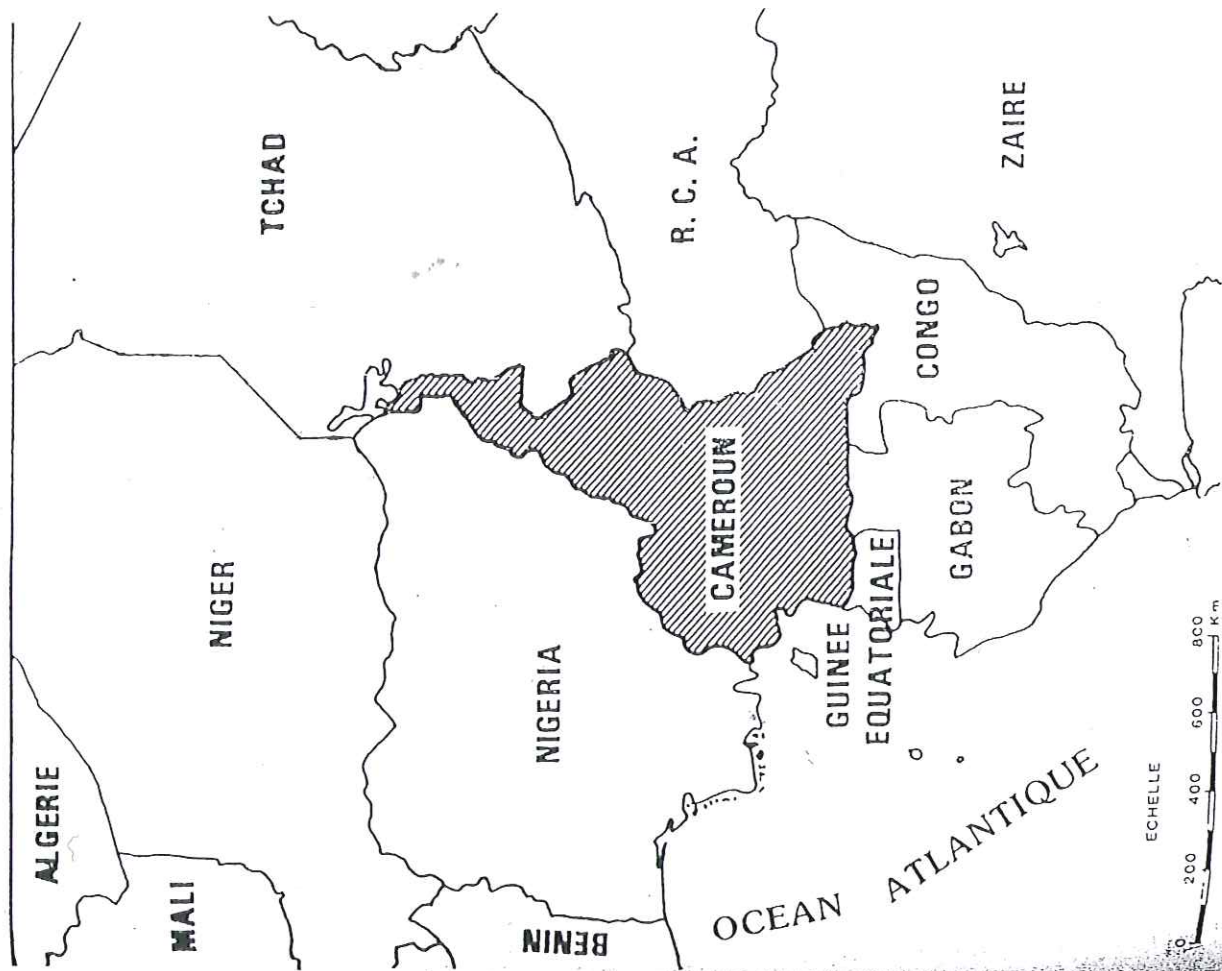 ALGERIE
MALI
NIGER
TCHAD
BENIN
NIGERIA
CAMEROUN
R. C. A.
GUINEE
EQUATORIALE
GABON
CONGO
ZAIRE
OCEAN ATLANTIQUE
ECHELLE
0 200 400 600 800
Km